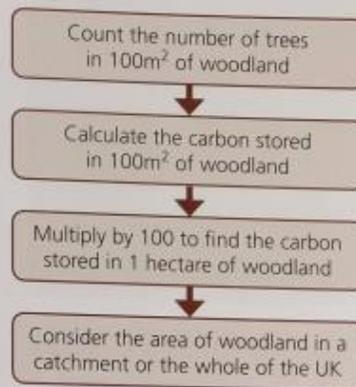 Count the number of trees
in 100m² of woodland
Calculate the carbon stored
in 100m² of woodland
Multiply by 100 to find the carbon
stored in 1 hectare of woodland
Consider the area of woodland in a
catchment or the whole of the UK